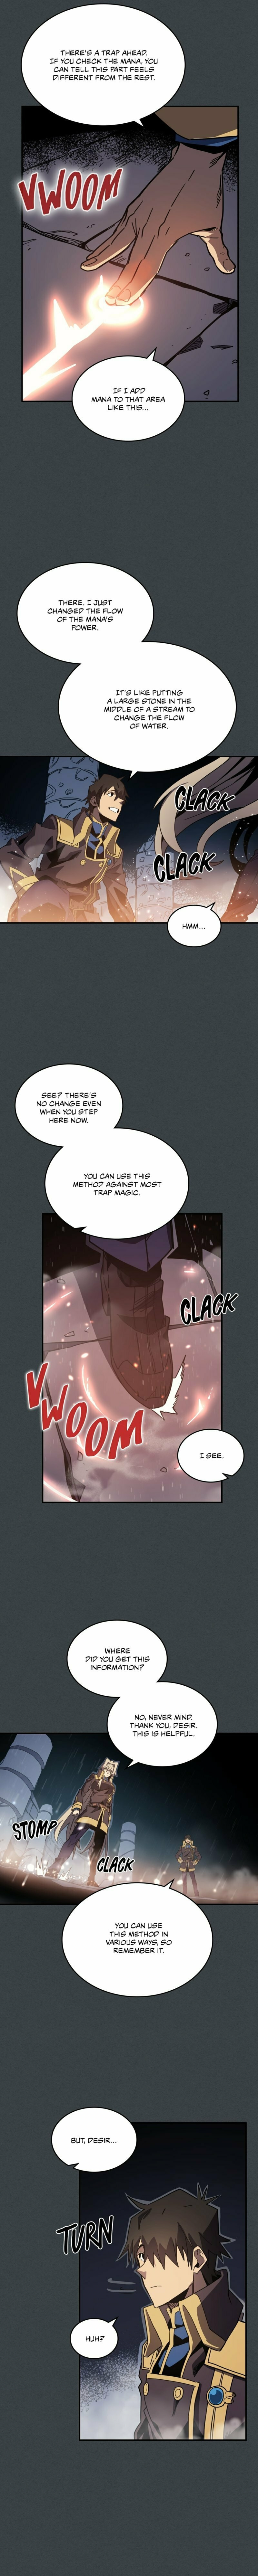 THERE'S A TRAP AHEAD.
IF YOU CHECK THE MANA, YOU
CAN TELL THIS PART FEELS
DIFFERENT FROM THE REST.
VWOOM
IF I ADD
MANA TO THAT AREA
LIKE THIS...
THERE. I JUST
CHANGED THE FLOW
OF THE MANA'S
POWER.
IT'S LIKE PUTTING
A LARGE STONE IN THE
MIDDLE OF A STREAM TO
CHANGE THE FLOW
OF WATER.
CLACK
CLACK
HMM...
SEE? THERE'S
NO CHANGE EVEN
WHEN YOU STEP
HERE NOW.
YOU CAN USE THIS
METHOD AGAINST MOST
TRAP MAGIC.
CLACK
VWOOM
I SEE.
WHERE
DID YOU GET THIS
INFORMATION?
NO, NEVER MIND.
THANK YOU, DESIR.
THIS IS HELPFUL.
STOMP
CLACK
YOU CAN USE
THIS METHOD IN
VARIOUS WAYS, SO
REMEMBER IT.
BUT, DESIR...
TURN
HUH?